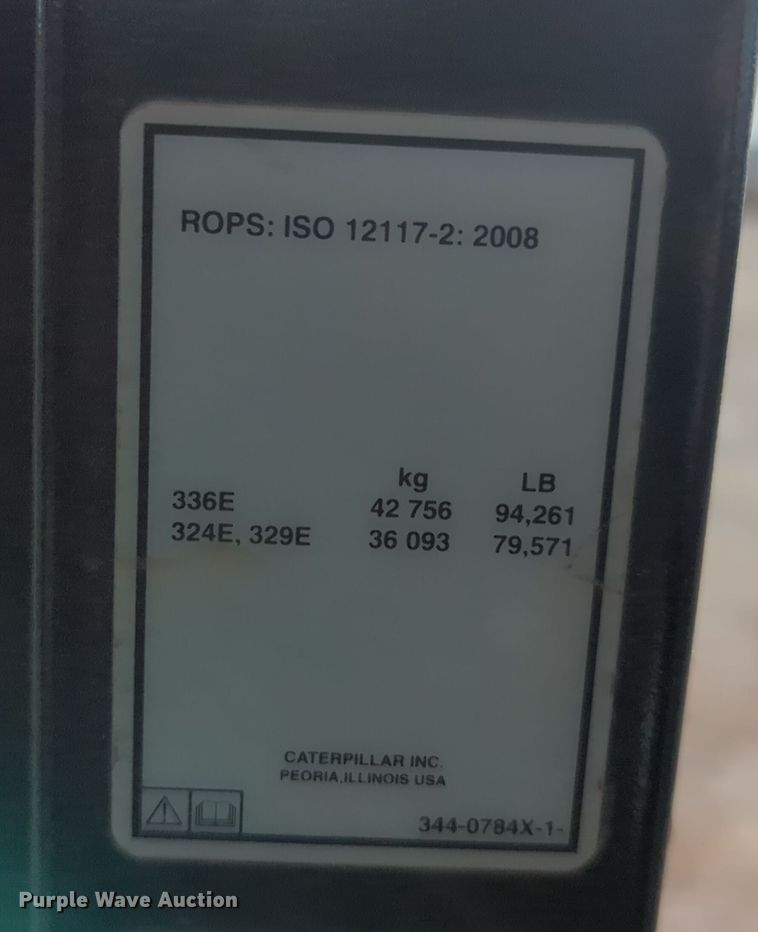 ROPS: ISO 12117-2: 2008
kg LB
336E 42 756 94,261
324E, 329E 36 093 79,571
CATERPILLAR INC.
PEORIA,ILLINOIS USA
344-0784X-1-
Purple Wave Auction